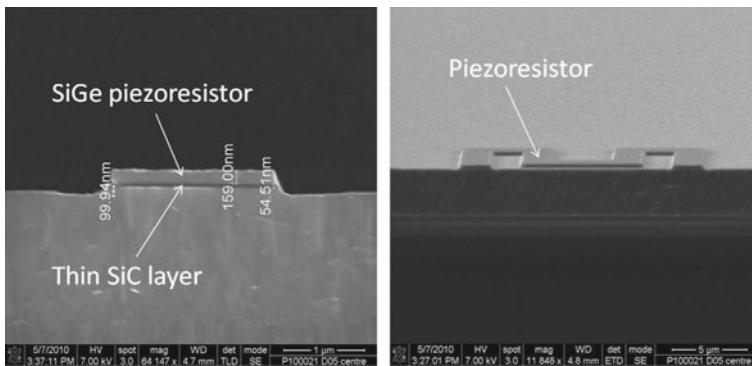 SiGe piezoresistor
99.94nm
159.00nm
54.51nm
Thin SiC layer
5/7/2010 HV spot mag WD det mode 1 µm
3:37:11 PM 7.00 kV 3.0 64 147 x 4.7 mm TLD SE P100021 D05 centre
Piezoresistor
5/7/2010 HV spot mag WD det mode 5 µm
3:27:01 PM 7.00 kV 3.0 11 848 x 4.8 mm ETD SE P100021 D05 centre